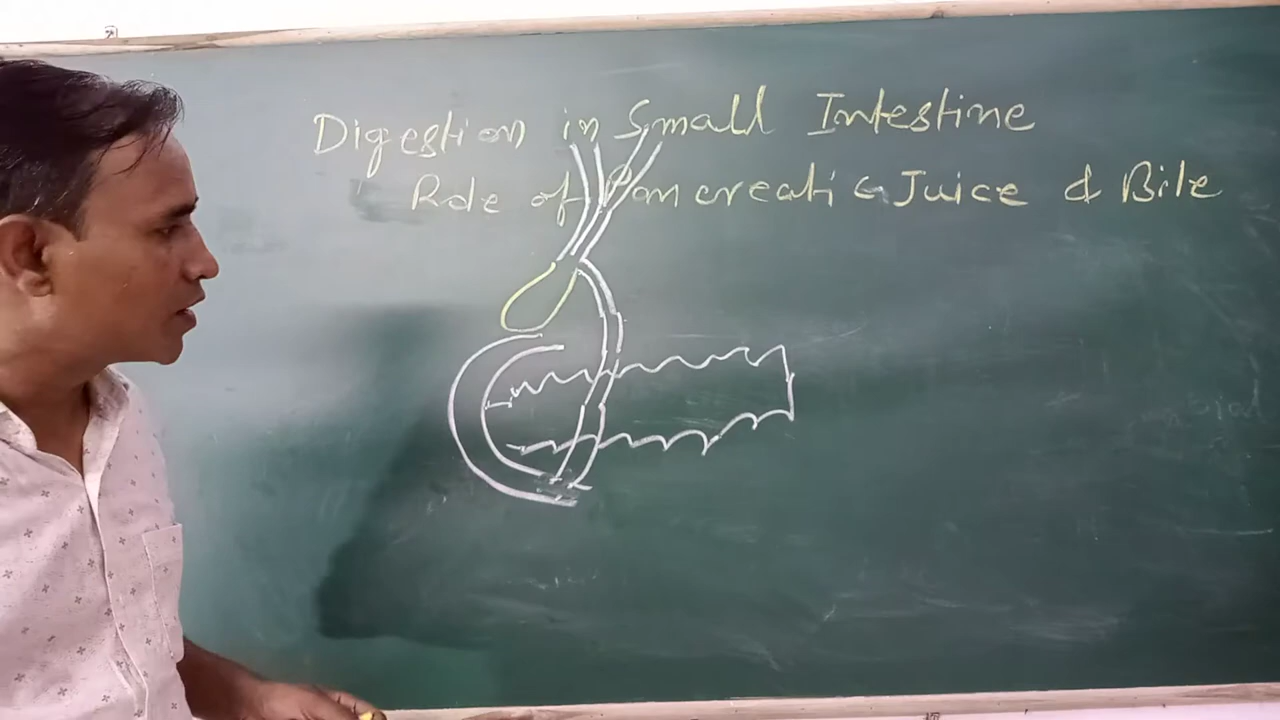 Digestion in Small Intestine
Role of Pancreatic Juice & Bile